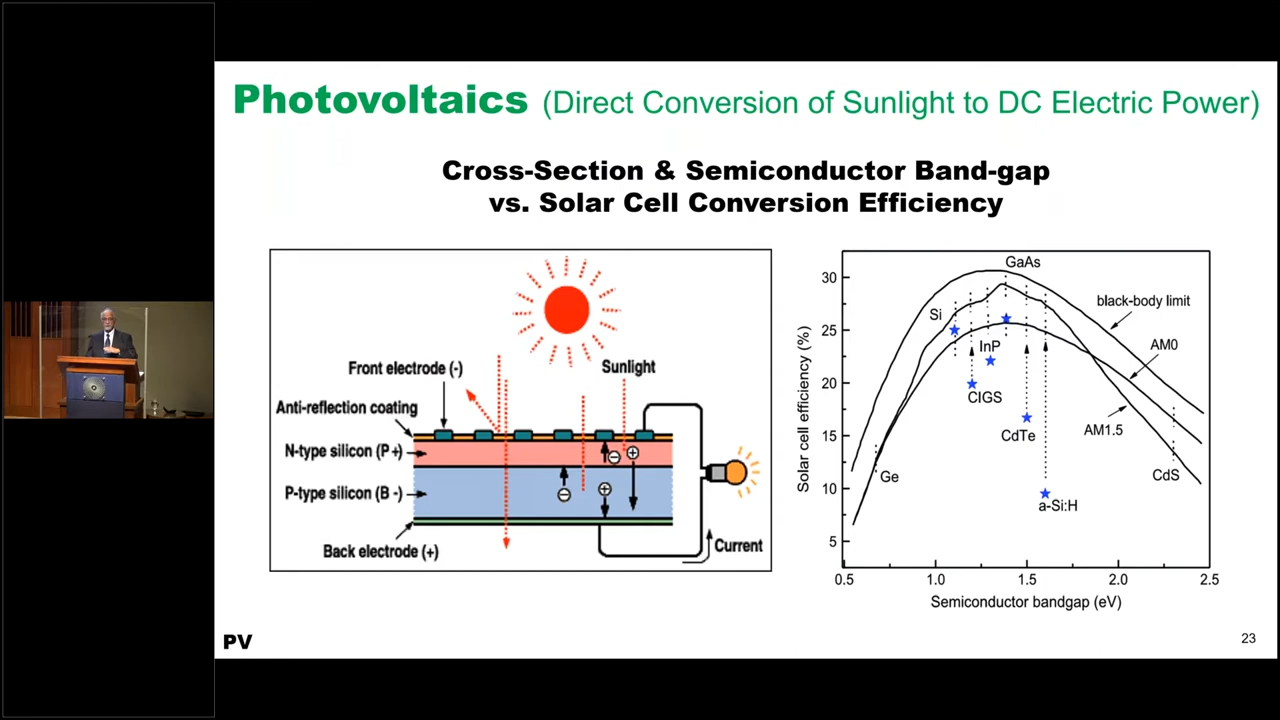 Photovoltaics (Direct Conversion of Sunlight to DC Electric Power)
Cross-Section & Semiconductor Band-gap
vs. Solar Cell Conversion Efficiency
Front electrode (-)
Sunlight
Anti-reflection coating
N-type silicon (P+)
P-type silicon (B -)
Back electrode (+)
Current
Solar cell efficiency (%)
30
25
20
15
10
5
GaAs
black-body limit
Si
AM0
InP
CIGS
CdTe
AM1.5
Ge
CdS
a-Si:H
0.5
1.0
1.5
2.0
2.5
Semiconductor bandgap (eV)
PV
23